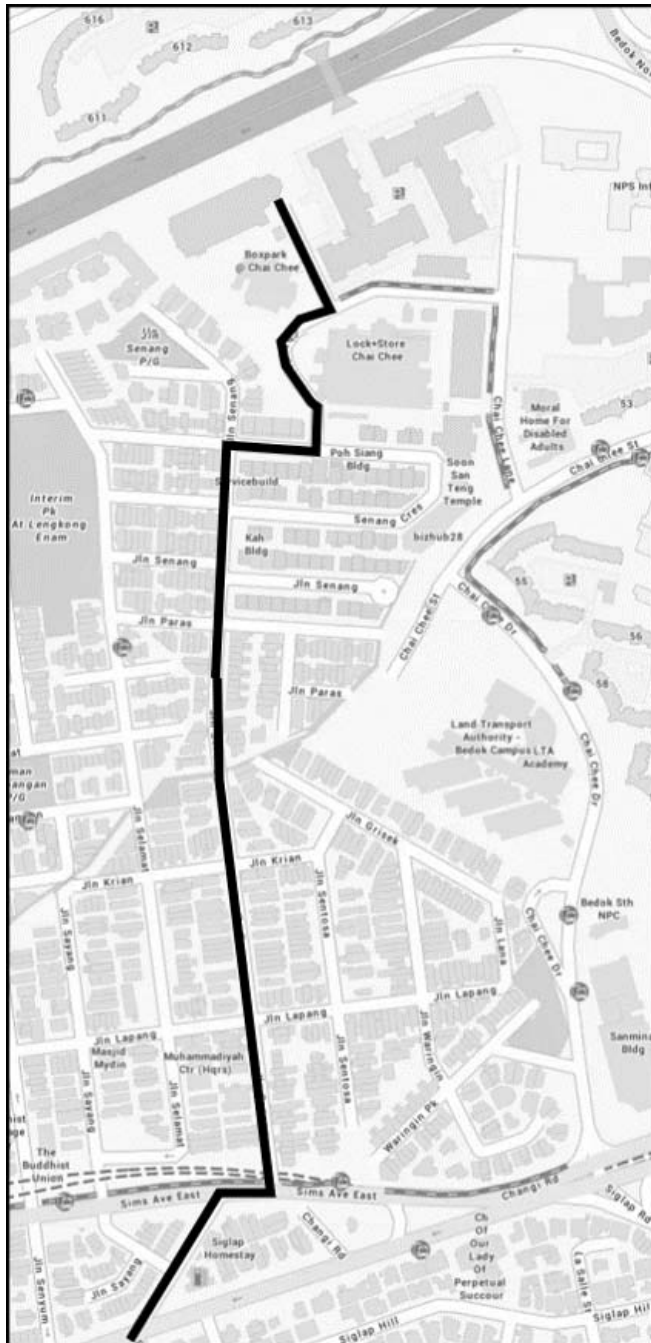 616
613
612
611
Bedok Nor
NPS Int
Boxpark
@ Chai Chee
Jln
Senang
P/G
Lock+Store
Chai Chee
Jln Senang
Chai Chee Lane
Moral
Home For
Disabled
Adults
53
Chai Chee St
Poh Siang
Bldg
Soon
San
Teng
Temple
Servicebuild
Interim
Pk
At Lengkong
Enam
Senang Cres
Kah
Bldg
bizhub28
Jln Senang
Jln Senang
55
Chai Chee St
Chai Chee Dr
56
Jln Paras
Jln Paras
58
Land Transport
Authority -
Bedok Campus LTA
Academy
Chai Chee Dr
Jln Selamat
Jln Grisek
Jln Krian
Jln Krian
Jln Sentosa
Jln Sayang
Jln Lana
Chai Chee Dr
Bedok Sth
NPC
Jln Lapang
Jln Lapang
Jln Lapang
Masjid
Mydin
Muhammadiyah
Ctr (Hqrs)
Jln Sentosa
Jln Waringin
Sanmina
Bldg
Jln Sayang
Jln Selamat
Waringin Pk
The
Buddhist
Union
Sims Ave East
Sims Ave East
Changi Rd
Siglap Rd
Siglap
Homestay
Changi Rd
Ch
Of
Our
Lady
Of
Perpetual
Succour
La Salle St
Jln Senyum
Jln Sayang
Siglap Hill
Siglap Hill